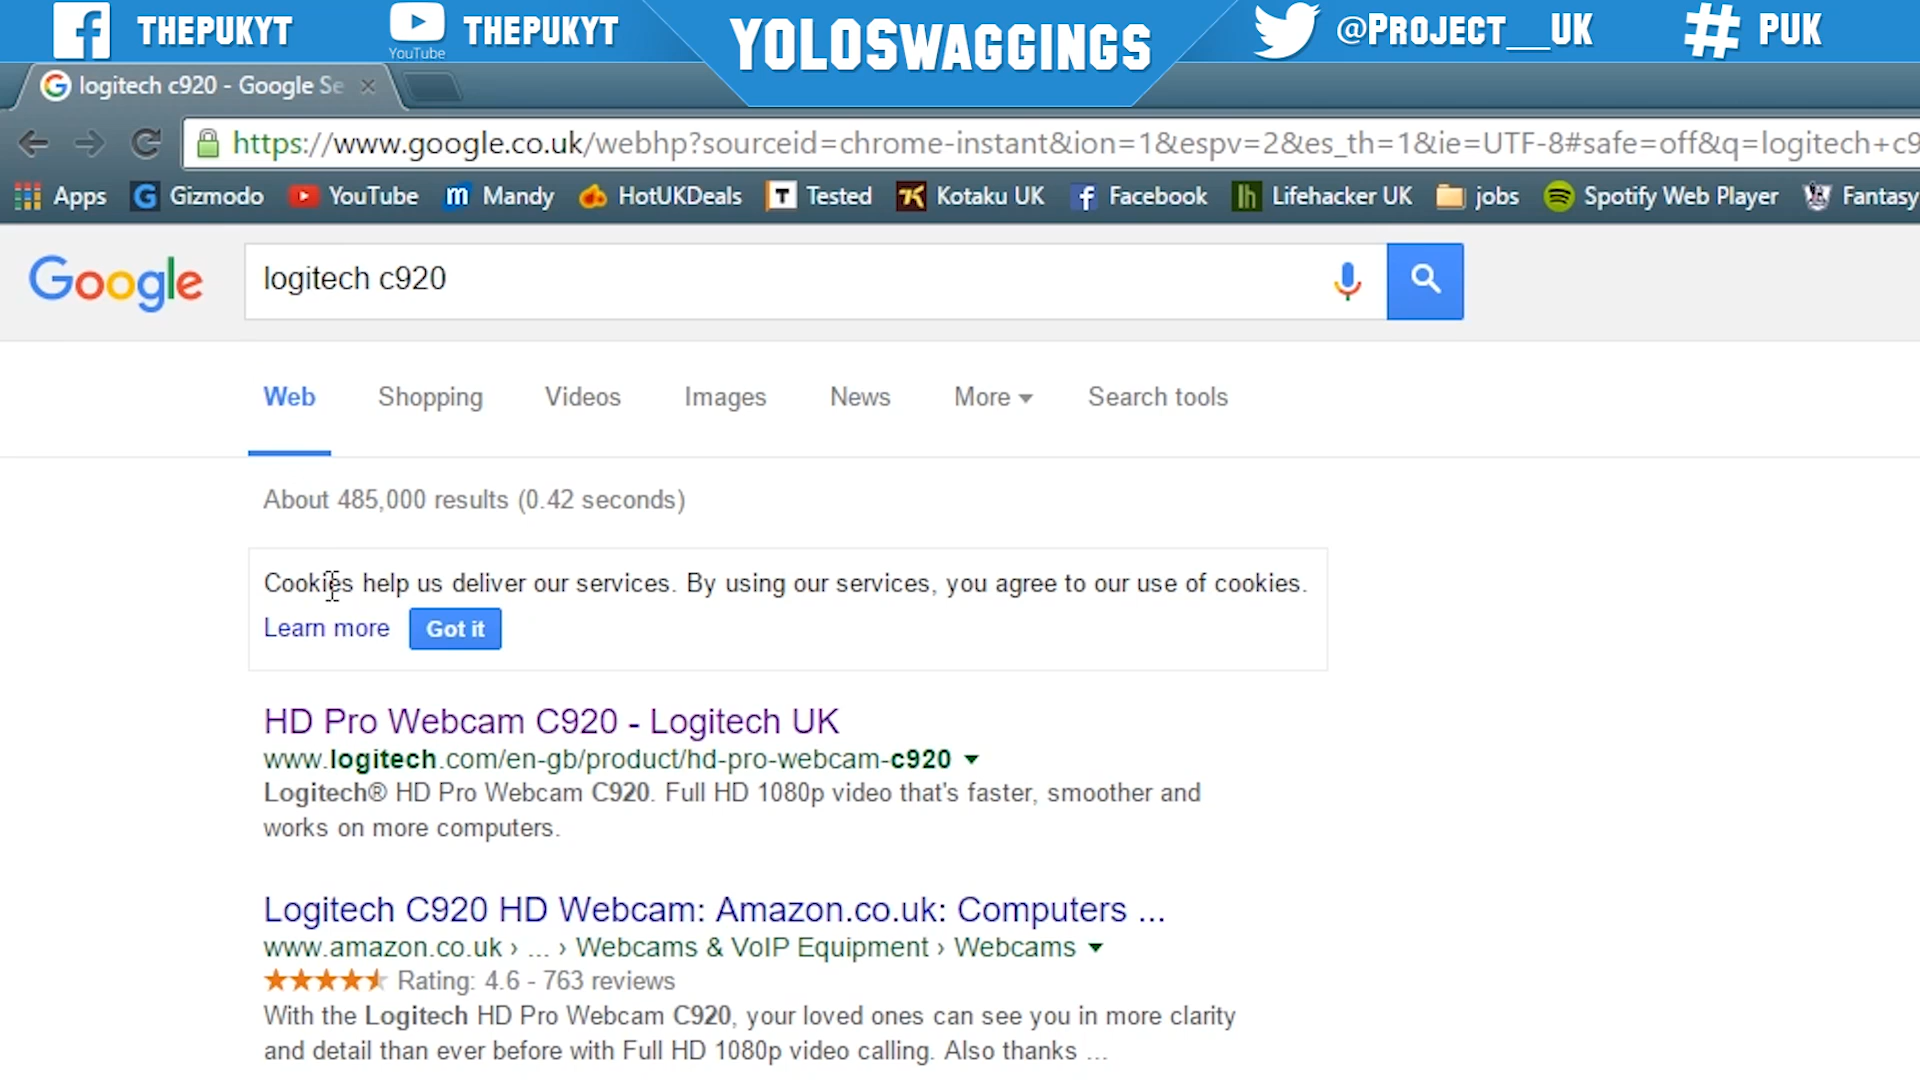 THEPUKYT
YouTube
THEPUKYT
YOLOSWAGGINGS
@PROJECT__UK
# PUK
logitech c920 - Google Se
https://www.google.co.uk/webhp?sourceid=chrome-instant&ion=1&espv=2&es_th=1&ie=UTF-8#safe=off&q=logitech+c9
Apps Gizmodo YouTube Mandy HotUKDeals Tested Kotaku UK Facebook Lifehacker UK jobs Spotify Web Player Fantasy
Google
logitech c920
Web Shopping Videos Images News More Search tools
About 485,000 results (0.42 seconds)
Cookies help us deliver our services. By using our services, you agree to our use of cookies.
Learn more Got it
HD Pro Webcam C920 - Logitech UK
www.logitech.com/en-gb/product/hd-pro-webcam-c920
Logitech® HD Pro Webcam C920. Full HD 1080p video that's faster, smoother and
works on more computers.
Logitech C920 HD Webcam: Amazon.co.uk: Computers ...
www.amazon.co.uk › ... › Webcams & VoIP Equipment › Webcams
Rating: 4.6 - 763 reviews
With the Logitech HD Pro Webcam C920, your loved ones can see you in more clarity
and detail than ever before with Full HD 1080p video calling. Also thanks ...